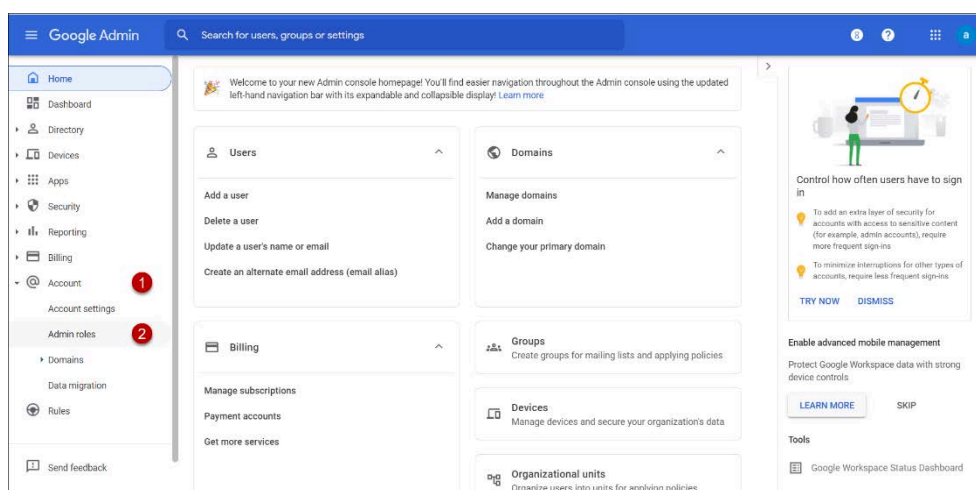 Google Admin
Search for users, groups or settings
8
?
a
Home
Dashboard
Directory
Devices
Apps
Security
Reporting
Billing
Account
1
Account settings
Admin roles
2
Domains
Data migration
Rules
Send feedback
Welcome to your new Admin console homepage! You'll find easier navigation throughout the Admin console using the updated
left-hand navigation bar with its expandable and collapsible display! Learn more
Users
Add a user
Delete a user
Update a user's name or email
Create an alternate email address (email alias)
Domains
Manage domains
Add a domain
Change your primary domain
Billing
Manage subscriptions
Payment accounts
Get more services
Groups
Create groups for mailing lists and applying policies
Devices
Manage devices and secure your organization's data
Organizational units
Organize users into units for applying policies
Control how often users have to sign
in
To add an extra layer of security for
accounts with access to sensitive content
(for example, admin accounts), require
more frequent sign-ins
To minimize interruptions for other types of
accounts, require less frequent sign-ins
TRY NOW DISMISS
Enable advanced mobile management
Protect Google Workspace data with strong
device controls
LEARN MORE SKIP
Tools
Google Workspace Status Dashboard